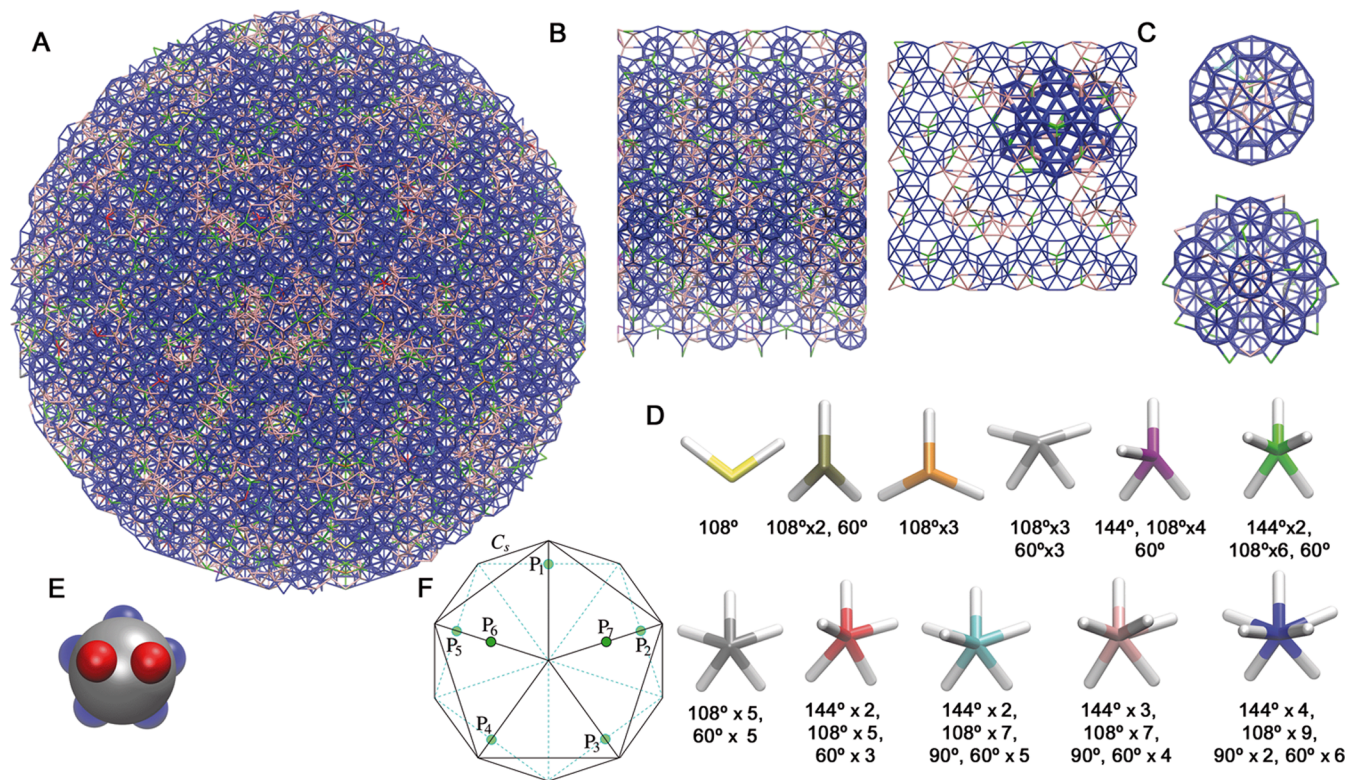 A
B
C
D
108º
108ºx2, 60º
108ºx3
108ºx3
60ºx3
144º, 108ºx4
60º
144ºx2,
108ºx6, 60º
108º x 5,
60º x 5
144º x 2,
108º x 5,
60º x 3
144º x 2,
108º x 7,
90º, 60º x 5
144º x 3,
108º x 7,
90º, 60º x 4
144º x 4,
108º x 9,
90º x 2, 60º x 6
E
F
Cs
P1
P6
P7
P5
P2
P4
P3